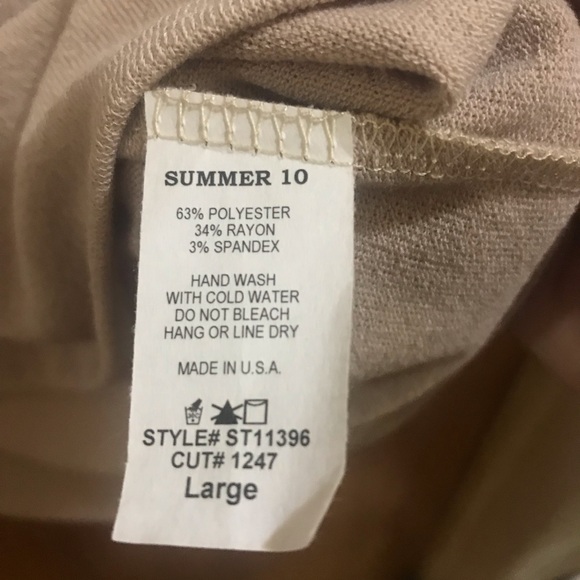 SUMMER 10
63% POLYESTER
34% RAYON
3% SPANDEX
HAND WASH
WITH COLD WATER
DO NOT BLEACH
HANG OR LINE DRY
MADE IN U.S.A.
STYLE# ST11396
CUT# 1247
Large